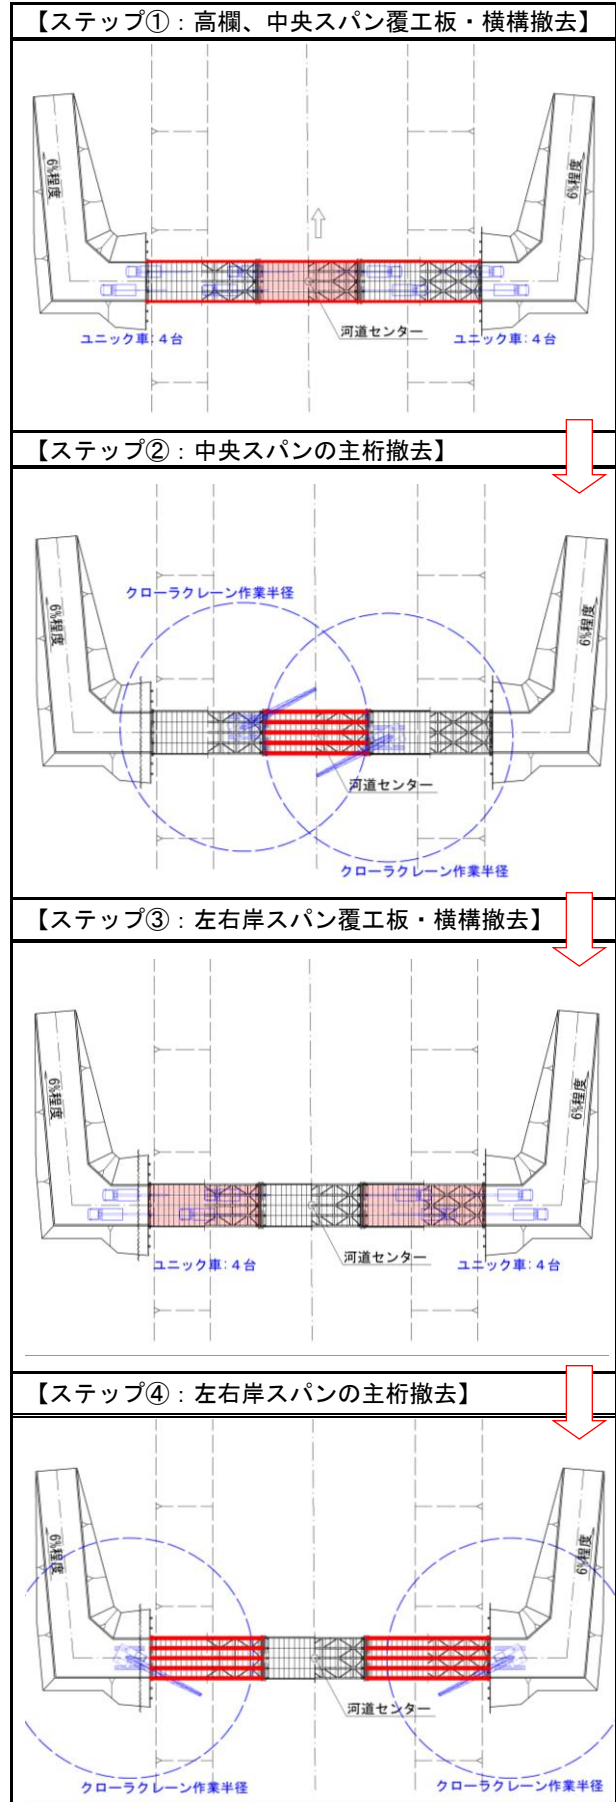 【ステップ①：高欄、中央スパン覆工板・横構撤去】
6%程度
6%程度
河道センター
ユニック車:4台
ユニック車:4台
【ステップ②：中央スパンの主桁撤去】
クローラクレーン作業半径
6%程度
6%程度
河道センター
クローラクレーン作業半径
【ステップ③：左右岸スパン覆工板・横構撤去】
6%程度
6%程度
河道センター
ユニック車:4台
ユニック車:4台
【ステップ④：左右岸スパンの主桁撤去】
6%程度
6%程度
河道センター
クローラクレーン作業半径
クローラクレーン作業半径